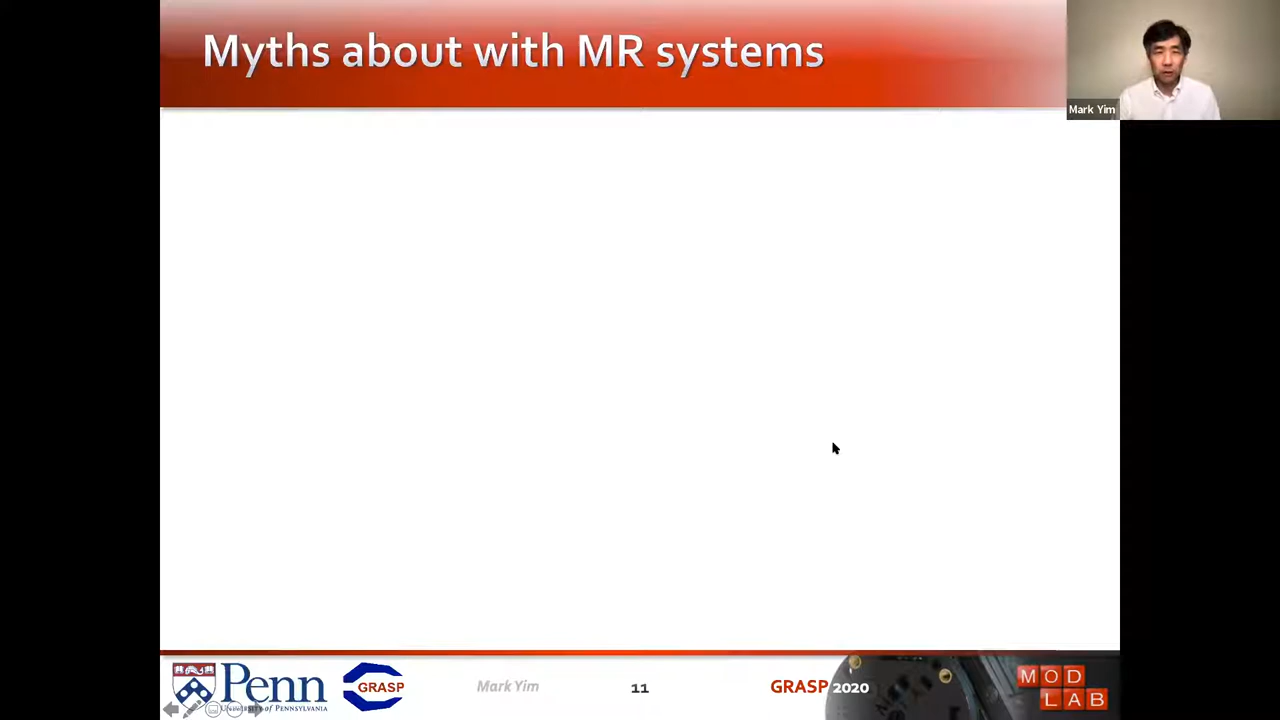 Myths about with MR systems
Mark Yim
Penn
UNIVERSITY of PENNSYLVANIA
GRASP
Mark Yim
11
GRASP 2020
MOD
LAB